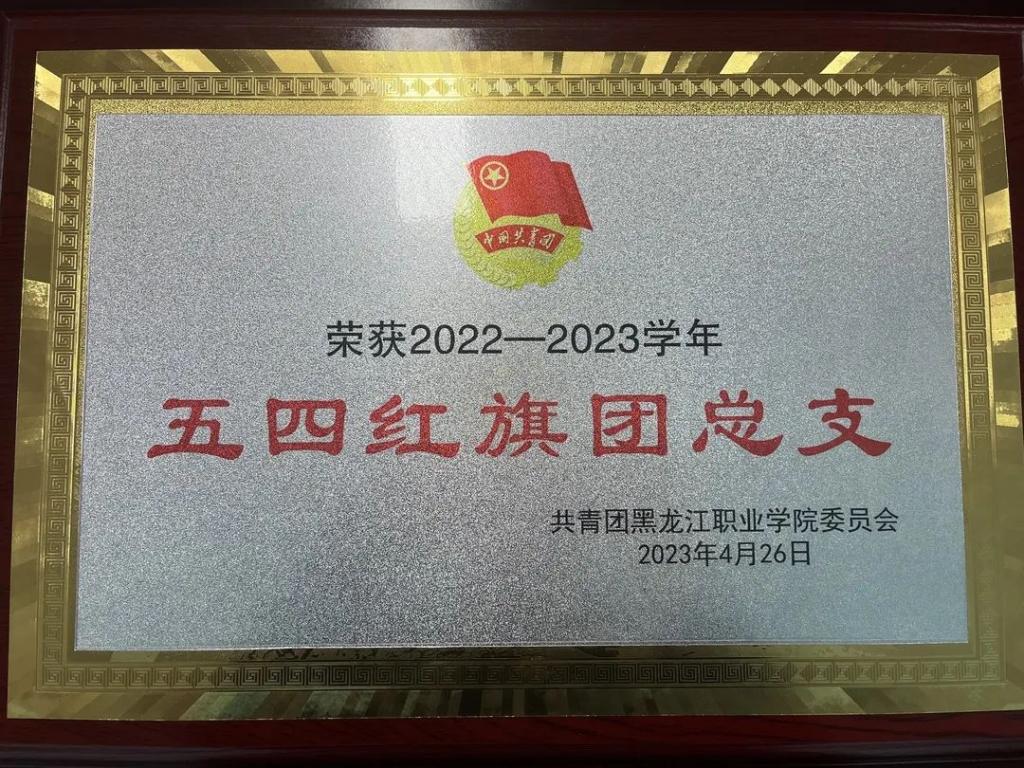 中国共青团
荣获2022—2023学年
五四红旗团总支
共青团黑龙江职业学院委员会
2023年4月26日